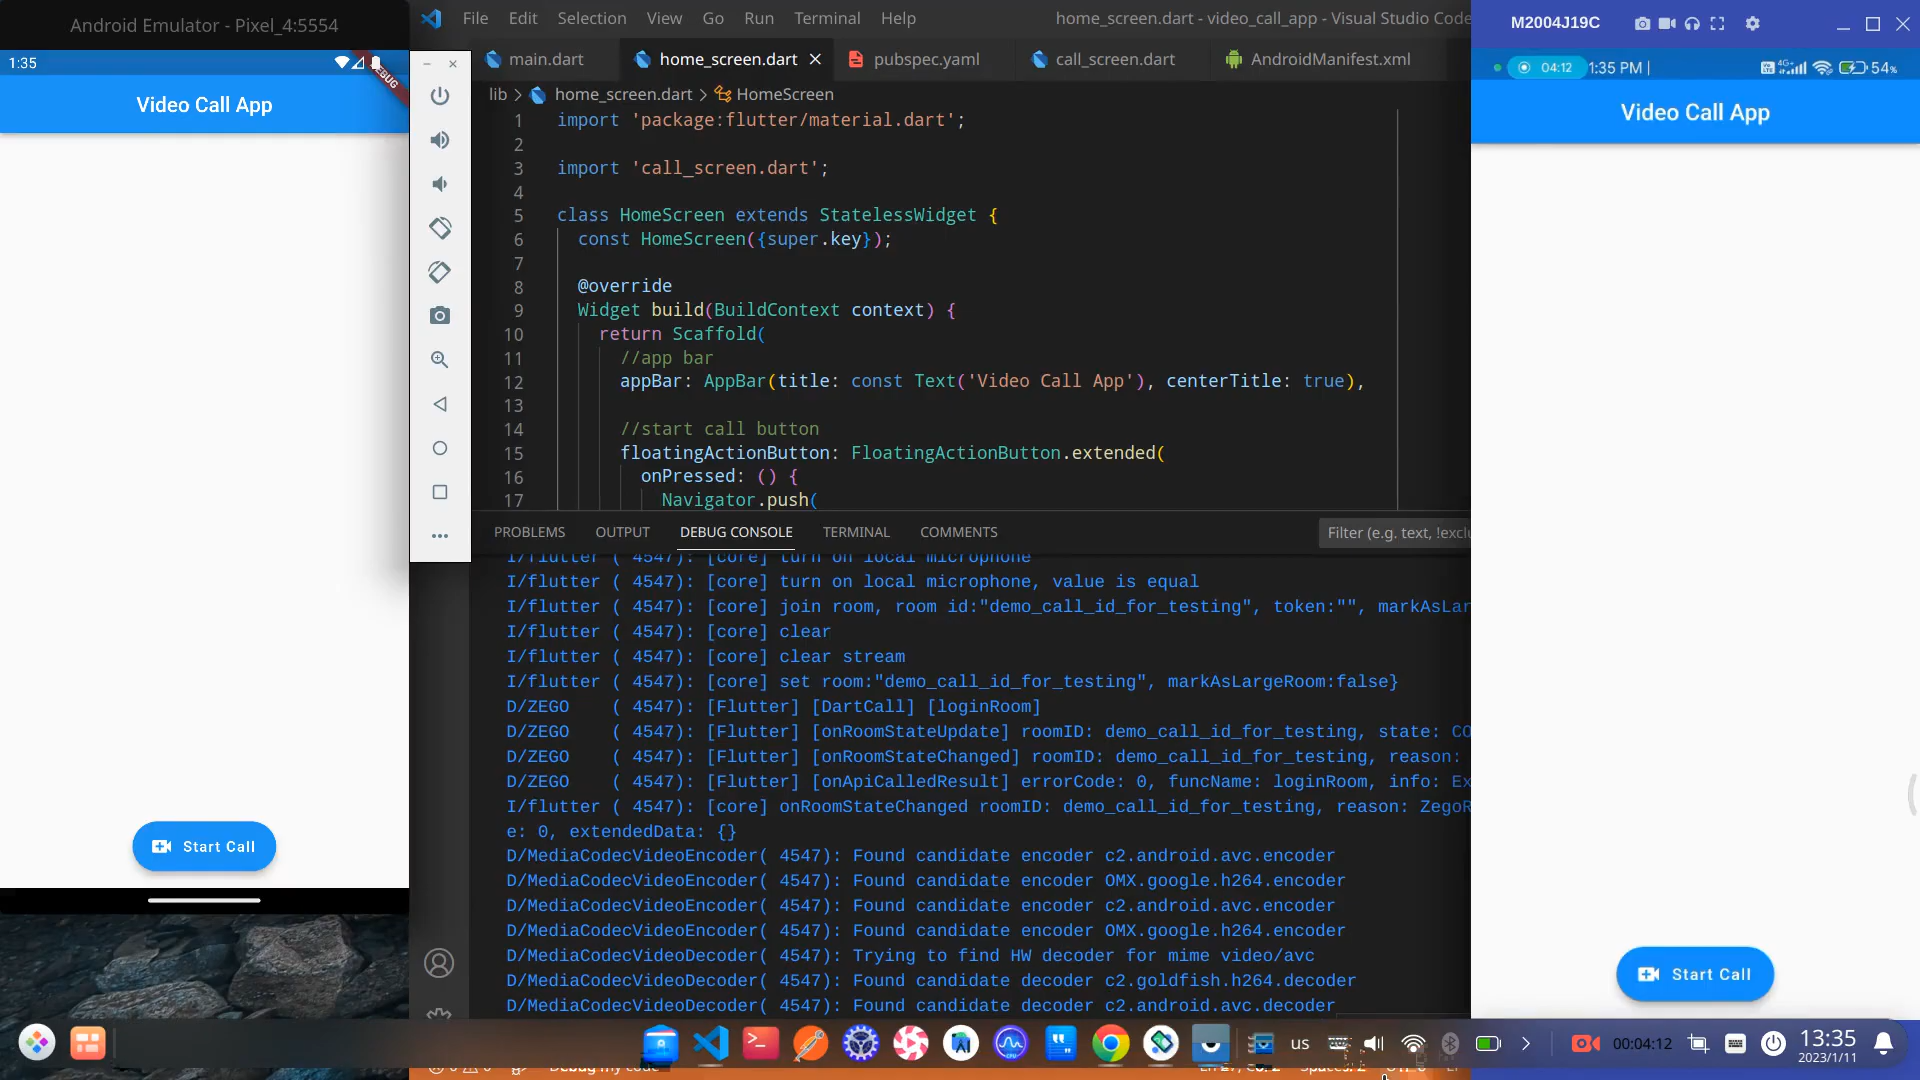 Android Emulator - Pixel_4:5554
1:35
DEBUG
Video Call App
Start Call
File Edit Selection View Go Run Terminal Help
home_screen.dart - video_call_app - Visual Studio Code
main.dart home_screen.dart pubspec.yaml call_screen.dart AndroidManifest.xml
lib > home_screen.dart > HomeScreen
1 import 'package:flutter/material.dart';
2
3 import 'call_screen.dart';
4
5 class HomeScreen extends StatelessWidget {
6 const HomeScreen({super.key});
7
8 @override
9 Widget build(BuildContext context) {
10 return Scaffold(
11 //app bar
12 appBar: AppBar(title: const Text('Video Call App'), centerTitle: true),
13
14 //start call button
15 floatingActionButton: FloatingActionButton.extended(
16 onPressed: () {
17 Navigator.push(
PROBLEMS OUTPUT DEBUG CONSOLE TERMINAL COMMENTS
Filter (e.g. text, !exclu
I/flutter ( 4547): [core] turn on local microphone
I/flutter ( 4547): [core] turn on local microphone, value is equal
I/flutter ( 4547): [core] join room, room id:"demo_call_id_for_testing", token:"", markAsLar
I/flutter ( 4547): [core] clear
I/flutter ( 4547): [core] clear stream
I/flutter ( 4547): [core] set room:"demo_call_id_for_testing", markAsLargeRoom:false}
D/ZEGO ( 4547): [Flutter] [DartCall] [loginRoom]
D/ZEGO ( 4547): [Flutter] [onRoomStateUpdate] roomID: demo_call_id_for_testing, state: CO
D/ZEGO ( 4547): [Flutter] [onRoomStateChanged] roomID: demo_call_id_for_testing, reason:
D/ZEGO ( 4547): [Flutter] [onApiCalledResult] errorCode: 0, funcName: loginRoom, info: Ex
I/flutter ( 4547): [core] onRoomStateChanged roomID: demo_call_id_for_testing, reason: ZegoR
e: 0, extendedData: {}
D/MediaCodecVideoEncoder( 4547): Found candidate encoder c2.android.avc.encoder
D/MediaCodecVideoEncoder( 4547): Found candidate encoder OMX.google.h264.encoder
D/MediaCodecVideoEncoder( 4547): Found candidate encoder c2.android.avc.encoder
D/MediaCodecVideoEncoder( 4547): Found candidate encoder OMX.google.h264.encoder
D/MediaCodecVideoDecoder( 4547): Trying to find HW decoder for mime video/avc
D/MediaCodecVideoDecoder( 4547): Found candidate decoder c2.goldfish.h264.decoder
D/MediaCodecVideoDecoder( 4547): Found candidate decoder c2.android.avc.decoder
M2004J19C
04:12 1:35 PM | 4G+ 54%
Video Call App
Start Call
us 00:04:12 13:35
2023/1/11